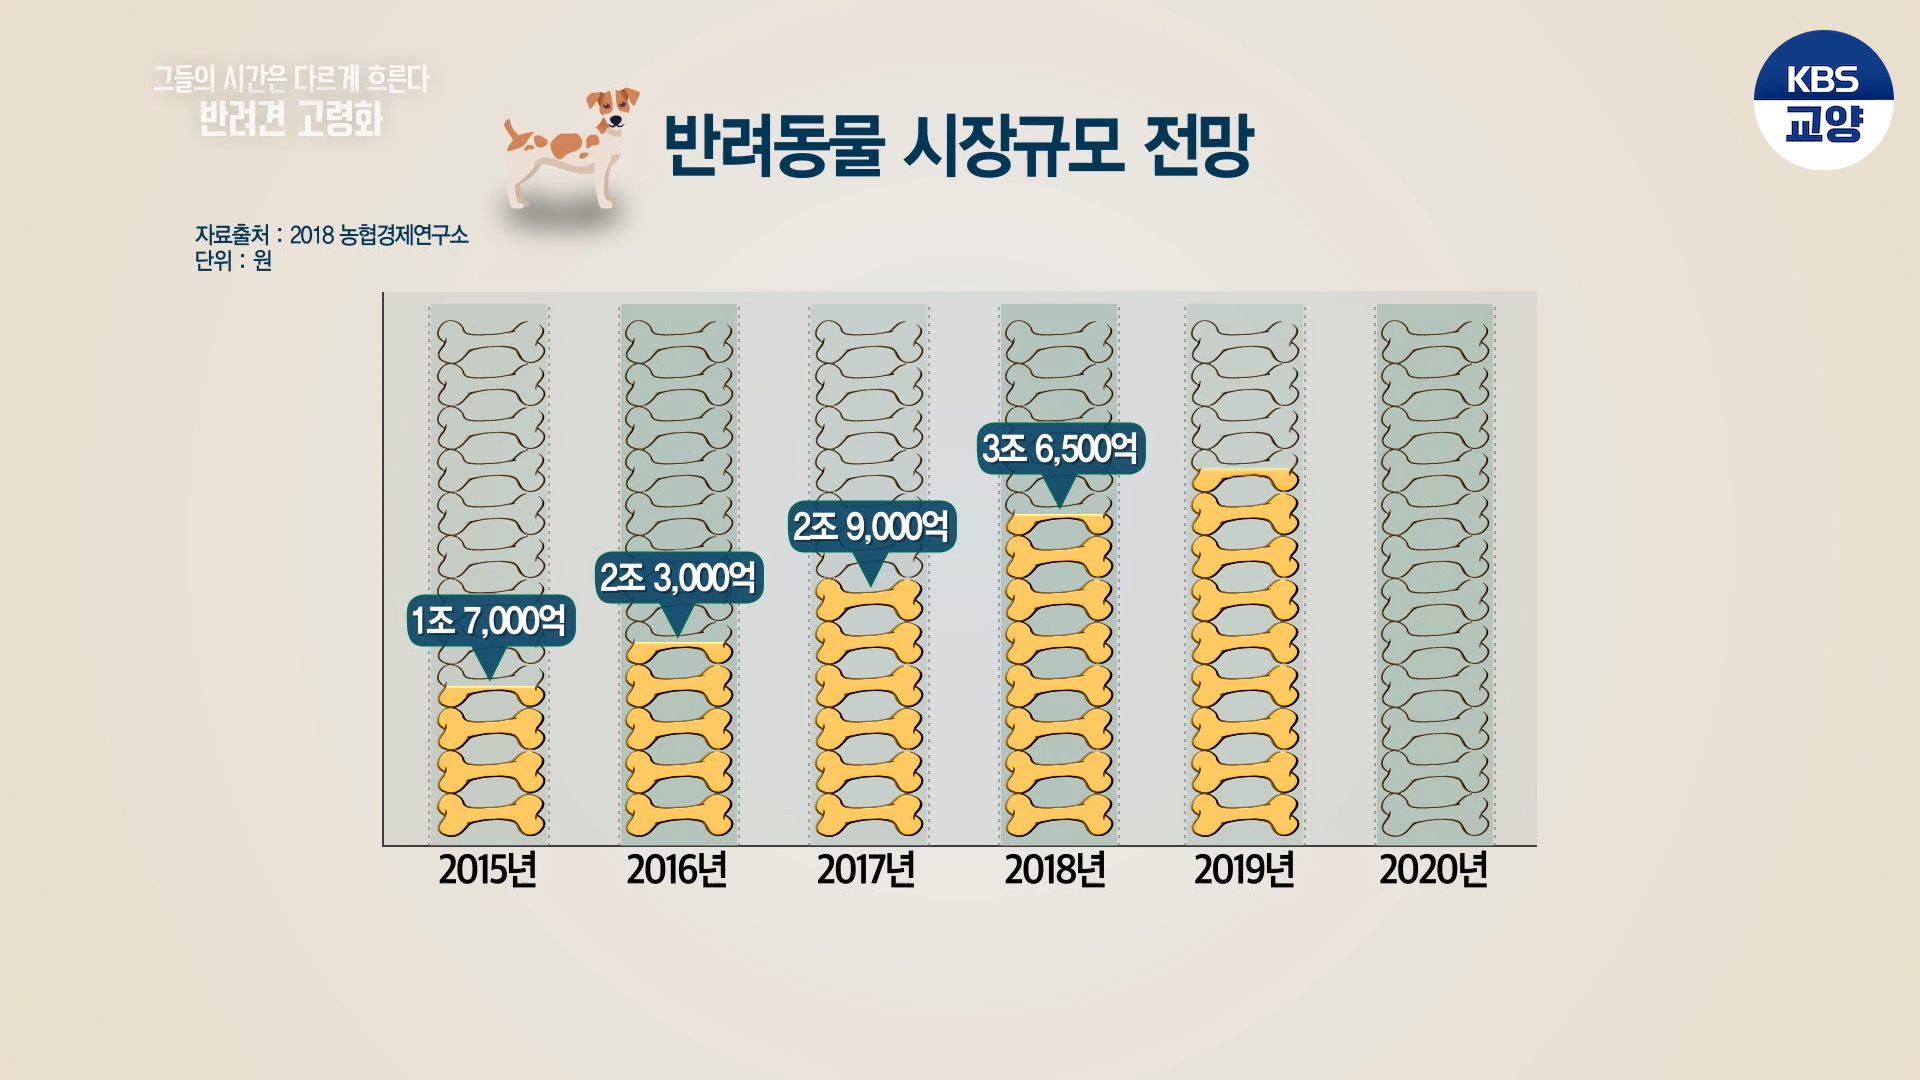 그들의 시간은 다르게 흐른다
반려견 고령화
KBS
교양
반려동물 시장규모 전망
자료출처 : 2018 농협경제연구소
단위 : 원
1조 7,000억
2조 3,000억
2조 9,000억
3조 6,500억
2015년
2016년
2017년
2018년
2019년
2020년